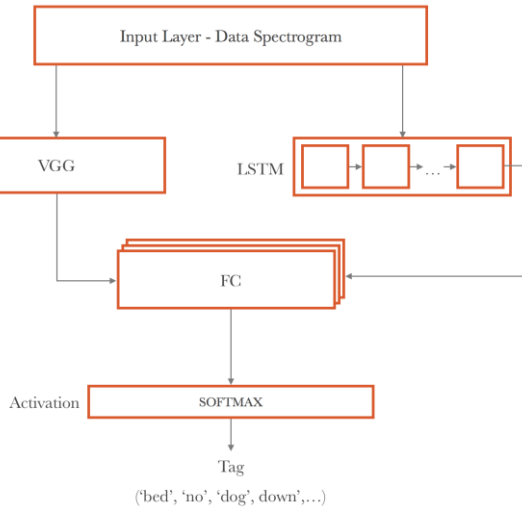 Input Layer - Data Spectrogram
VGG
LSTM
...
FC
Activation
SOFTMAX
Tag
(‘bed’, ‘no’, ‘dog’, down’,...)